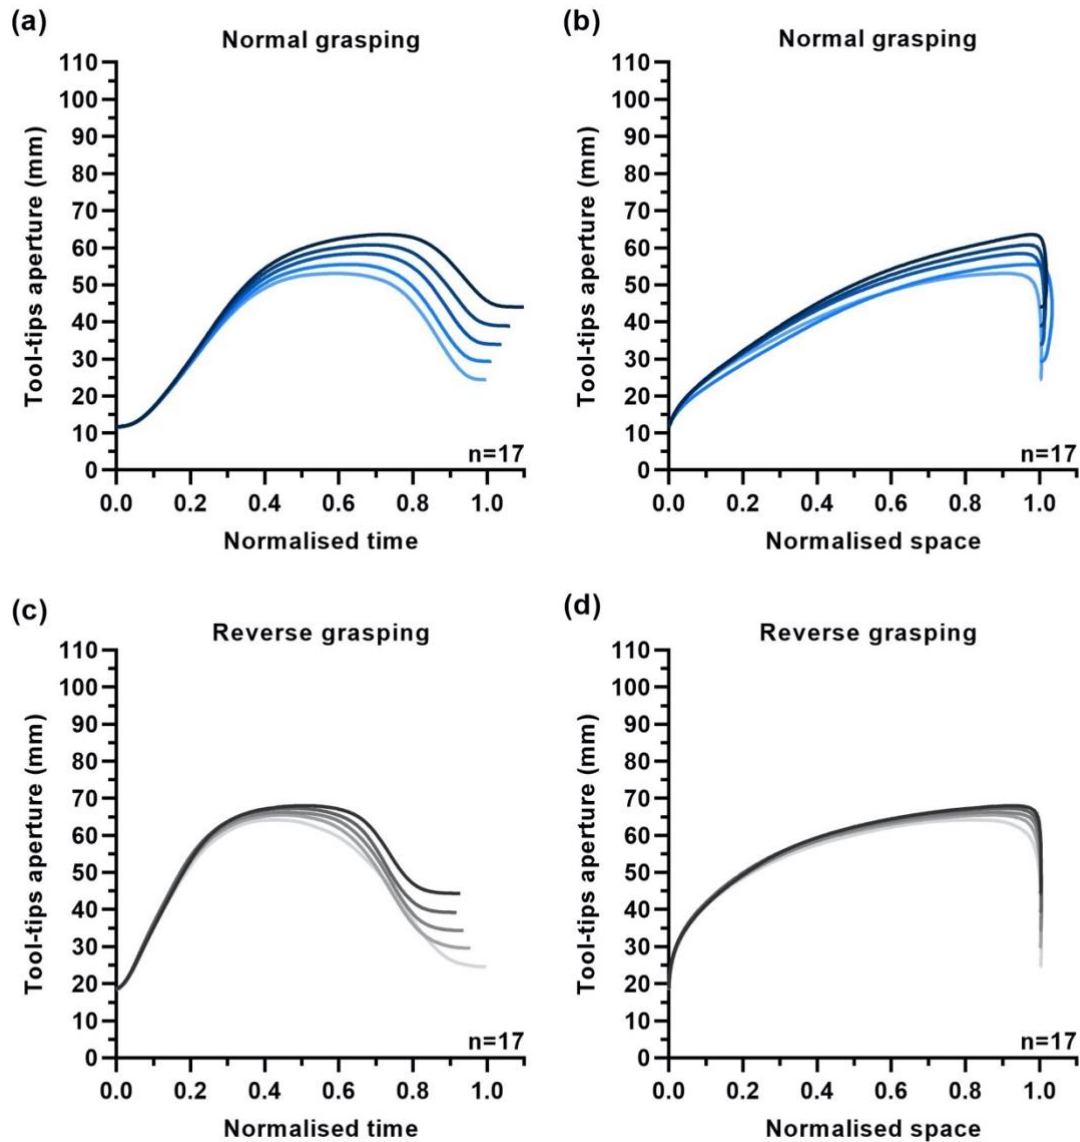 (a)
Normal grasping
Tool-tips aperture (mm)
110
100
90
80
70
60
50
40
30
20
10
0
n=17
0.0 0.2 0.4 0.6 0.8 1.0
Normalised time
(b)
Normal grasping
Tool-tips aperture (mm)
110
100
90
80
70
60
50
40
30
20
10
0
n=17
0.0 0.2 0.4 0.6 0.8 1.0
Normalised space
(c)
Reverse grasping
Tool-tips aperture (mm)
110
100
90
80
70
60
50
40
30
20
10
0
n=17
0.0 0.2 0.4 0.6 0.8 1.0
Normalised time
(d)
Reverse grasping
Tool-tips aperture (mm)
110
100
90
80
70
60
50
40
30
20
10
0
n=17
0.0 0.2 0.4 0.6 0.8 1.0
Normalised space